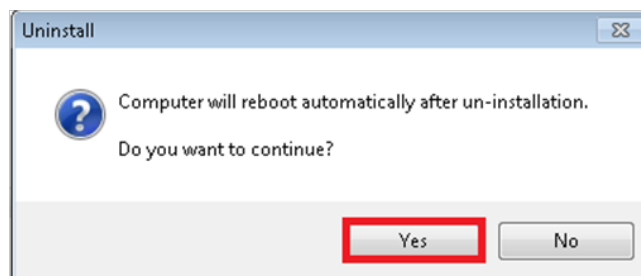 Uninstall
Computer will reboot automatically after un-installation.
Do you want to continue?
Yes
No